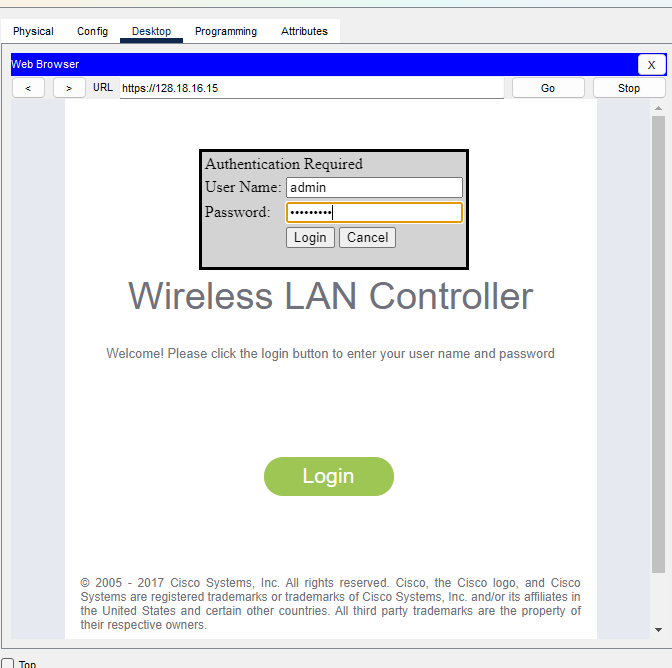 Physical Config Desktop Programming Attributes
Web Browser X
< > URL https://128.18.16.15 Go Stop
Authentication Required
User Name: admin
Password: •••••••••
Login Cancel
Wireless LAN Controller
Welcome! Please click the login button to enter your user name and password
Login
© 2005 - 2017 Cisco Systems, Inc. All rights reserved. Cisco, the Cisco logo, and Cisco
Systems are registered trademarks or trademarks of Cisco Systems, Inc. and/or its affiliates in
the United States and certain other countries. All third party trademarks are the property of
their respective owners.
Top